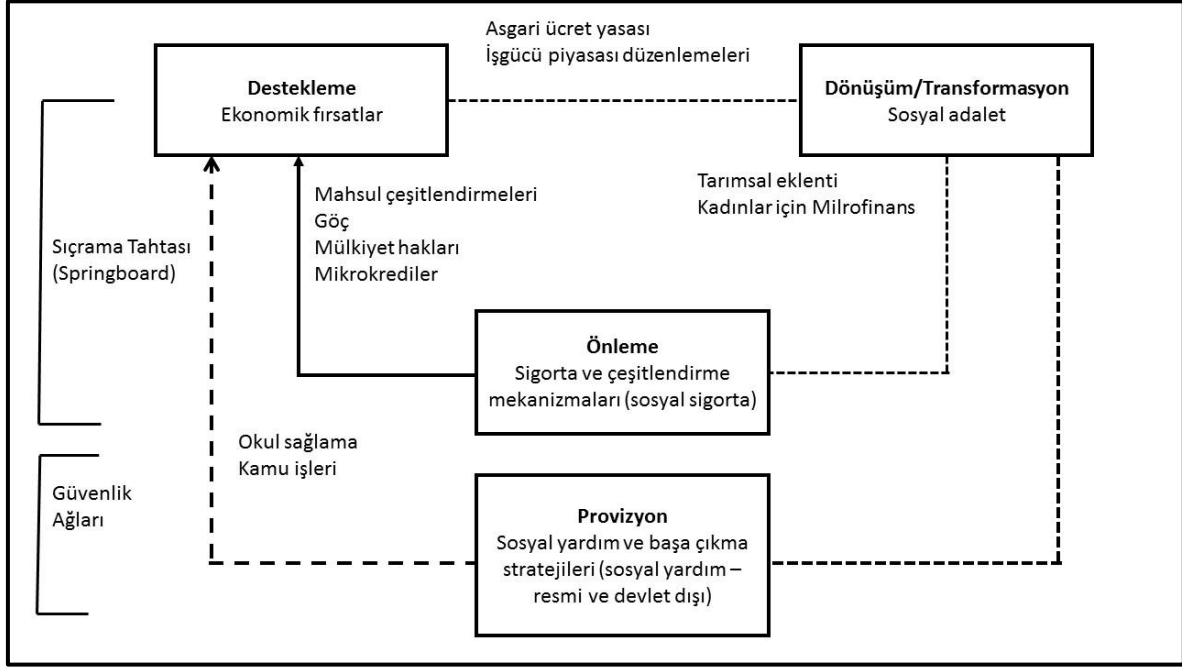 Asgari ücret yasası
İşgücü piyasası düzenlemeleri
Destekleme
Ekonomik fırsatlar
Dönüşüm/Transformasyon
Sosyal adalet
Mahsul çeşitlendirmeleri
Göç
Mülkiyet hakları
Mikrokrediler
Tarımsal eklenti
Kadınlar için Milrofinans
Sıçrama Tahtası
(Springboard)
Önleme
Sigorta ve çeşitlendirme
mekanizmaları (sosyal sigorta)
Okul sağlama
Kamu işleri
Güvenlik
Ağları
Provizyon
Sosyal yardım ve başa çıkma
stratejileri (sosyal yardım –
resmi ve devlet dışı)